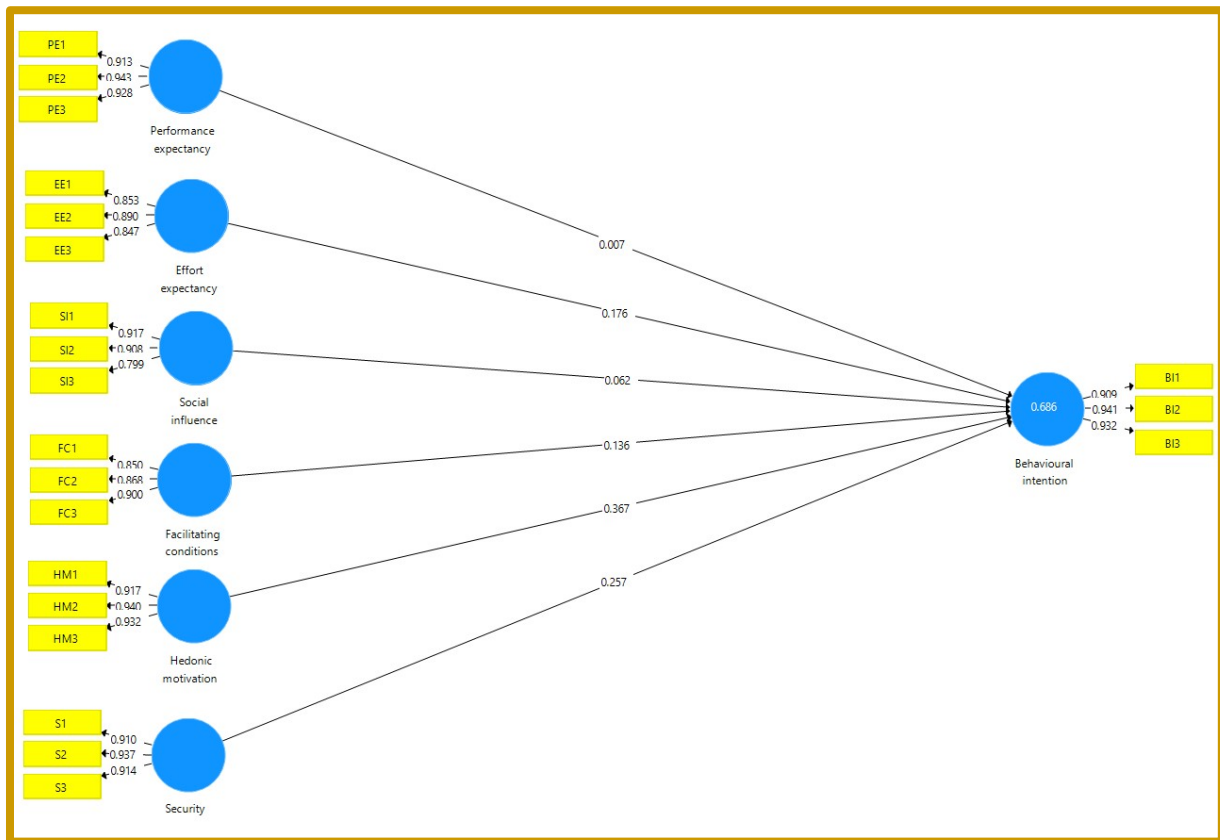 PE1
0.913
PE2
0.943
PE3
0.928
Performance
expectancy
0.007
EE1
0.853
EE2
0.890
EE3
0.847
Effort
expectancy
0.176
SI1
0.917
SI2
0.908
SI3
0.799
Social
influence
0.062
FC1
0.850
FC2
0.868
FC3
0.900
Facilitating
conditions
0.136
HM1
0.917
HM2
0.940
HM3
0.932
Hedonic
motivation
0.367
S1
0.910
S2
0.937
S3
0.914
Security
0.257
0.686
Behavioural
intention
0.909
BI1
0.941
BI2
0.932
BI3